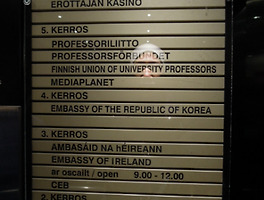 EROTTAJAN KASINO
5. KERROS
PROFESSORILIITTO
PROFESSORSFÖRBUNDET
FINNISH UNION OF UNIVERSITY PROFESSORS
MEDIAPLANET
4. KERROS
EMBASSY OF THE REPUBLIC OF KOREA
3. KERROS
AMBASÁID NA hÉIREANN
EMBASSY OF IRELAND
ar oscailt / open 9.00 - 12.00
CEB
2. KERROS